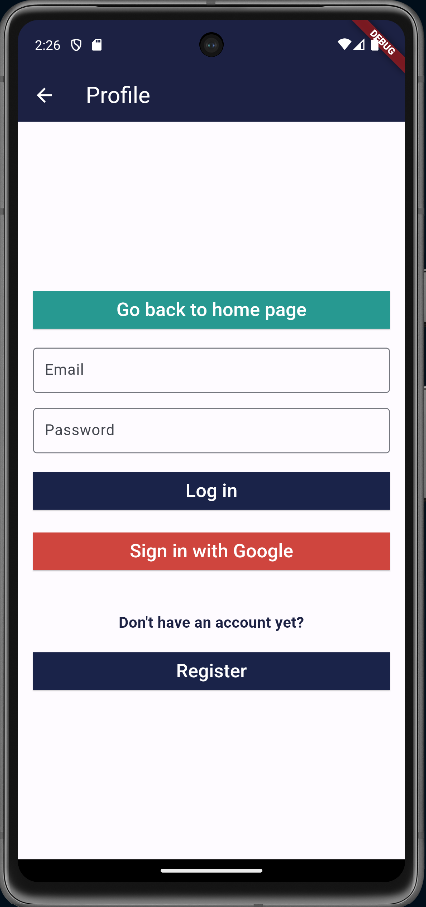 2:26
DEBUG
Profile
Go back to home page
Email
Password
Log in
Sign in with Google
Don't have an account yet?
Register